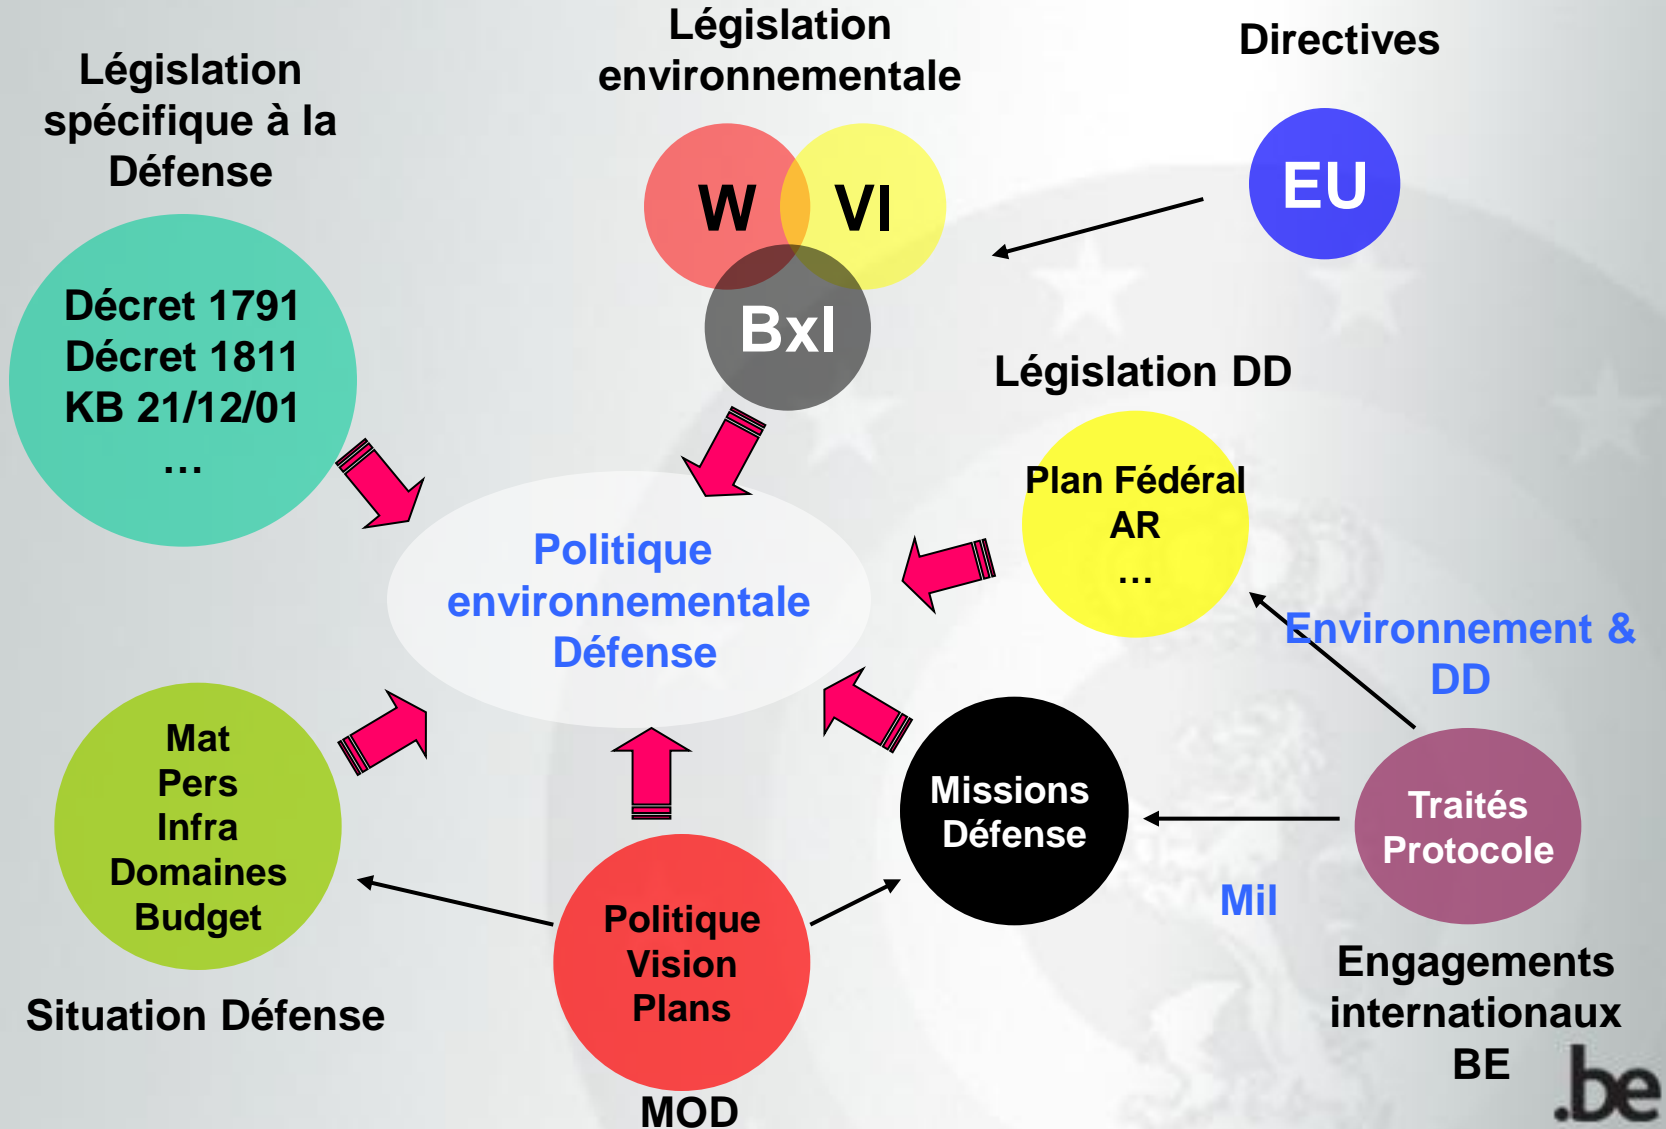 Législation
spécifique à la
Défense
Décret 1791
Décret 1811
KB 21/12/01
...
Législation
environnementale
W
Vl
Bxl
Directives
EU
Législation DD
Plan Fédéral
AR
...
Politique
environnementale
Défense
Environnement &
DD
Mat
Pers
Infra
Domaines
Budget
Situation Défense
Politique
Vision
Plans
MOD
Missions
Défense
Mil
Traités
Protocole
Engagements
internationaux
BE
.be